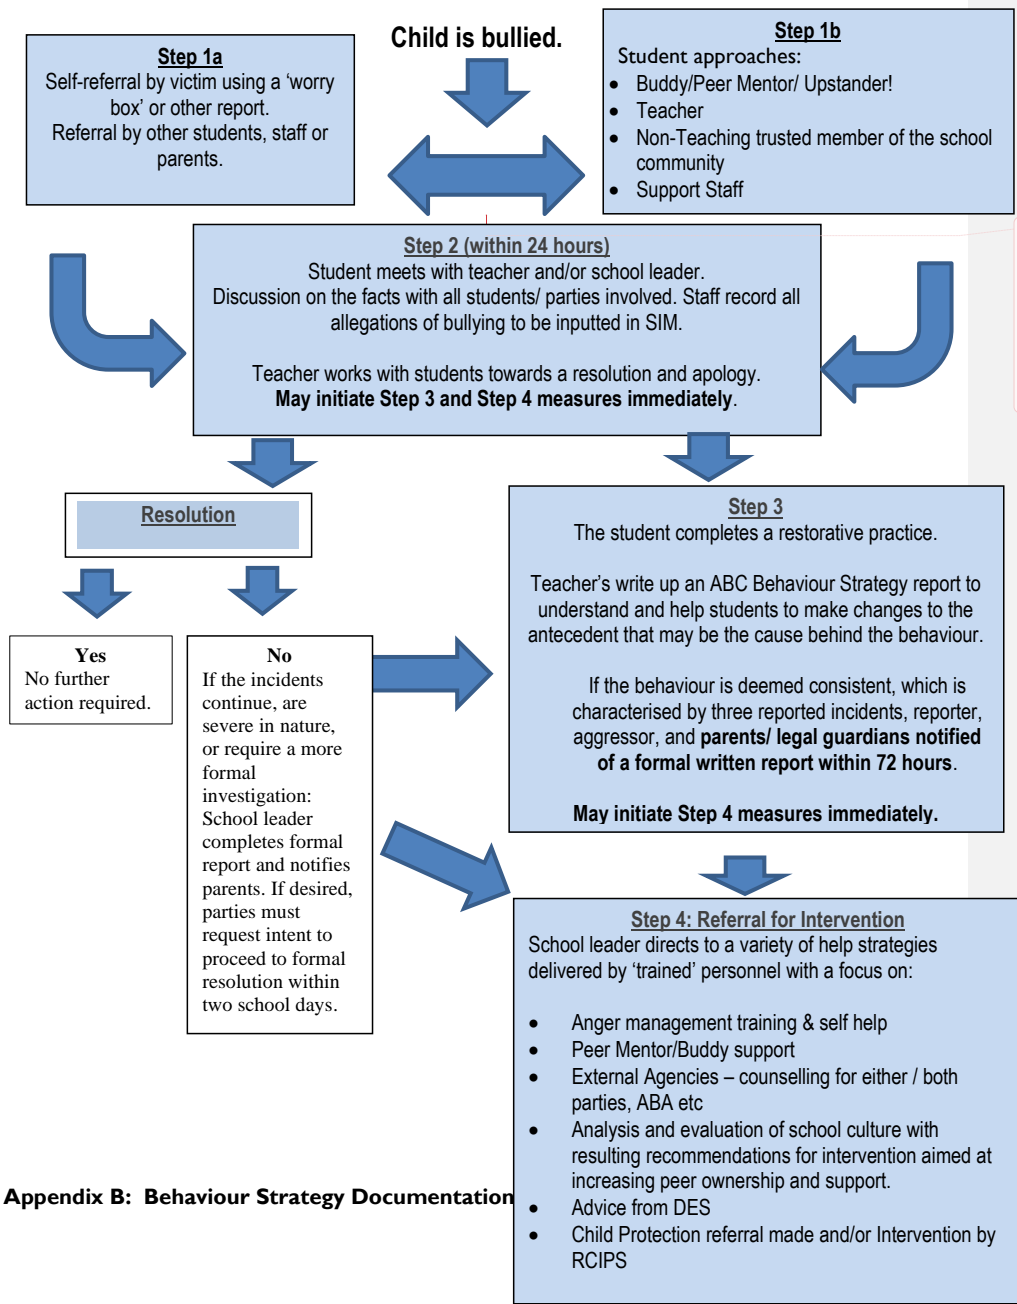 Child is bullied.
Step 1a
Self-referral by victim using a ‘worry
box’ or other report.
Referral by other students, staff or
parents.
Step 1b
Student approaches:
• Buddy/Peer Mentor/ Upstander!
• Teacher
• Non-Teaching trusted member of the school
community
• Support Staff
Step 2 (within 24 hours)
Student meets with teacher and/or school leader.
Discussion on the facts with all students/ parties involved. Staff record all
allegations of bullying to be inputted in SIM.
Teacher works with students towards a resolution and apology.
May initiate Step 3 and Step 4 measures immediately.
Resolution
Yes
No further
action required.
No
If the incidents
continue, are
severe in nature,
or require a more
formal
investigation:
School leader
completes formal
report and notifies
parents. If desired,
parties must
request intent to
proceed to formal
resolution within
two school days.
Step 3
The student completes a restorative practice.
Teacher’s write up an ABC Behaviour Strategy report to
understand and help students to make changes to the
antecedent that may be the cause behind the behaviour.
If the behaviour is deemed consistent, which is
characterised by three reported incidents, reporter,
aggressor, and parents/ legal guardians notified
of a formal written report within 72 hours.
May initiate Step 4 measures immediately.
Step 4: Referral for Intervention
School leader directs to a variety of help strategies
delivered by ‘trained’ personnel with a focus on:
• Anger management training & self help
• Peer Mentor/Buddy support
• External Agencies – counselling for either / both
parties, ABA etc
• Analysis and evaluation of school culture with
resulting recommendations for intervention aimed at
increasing peer ownership and support.
• Advice from DES
• Child Protection referral made and/or Intervention by
RCIPS
Appendix B: Behaviour Strategy Documentation